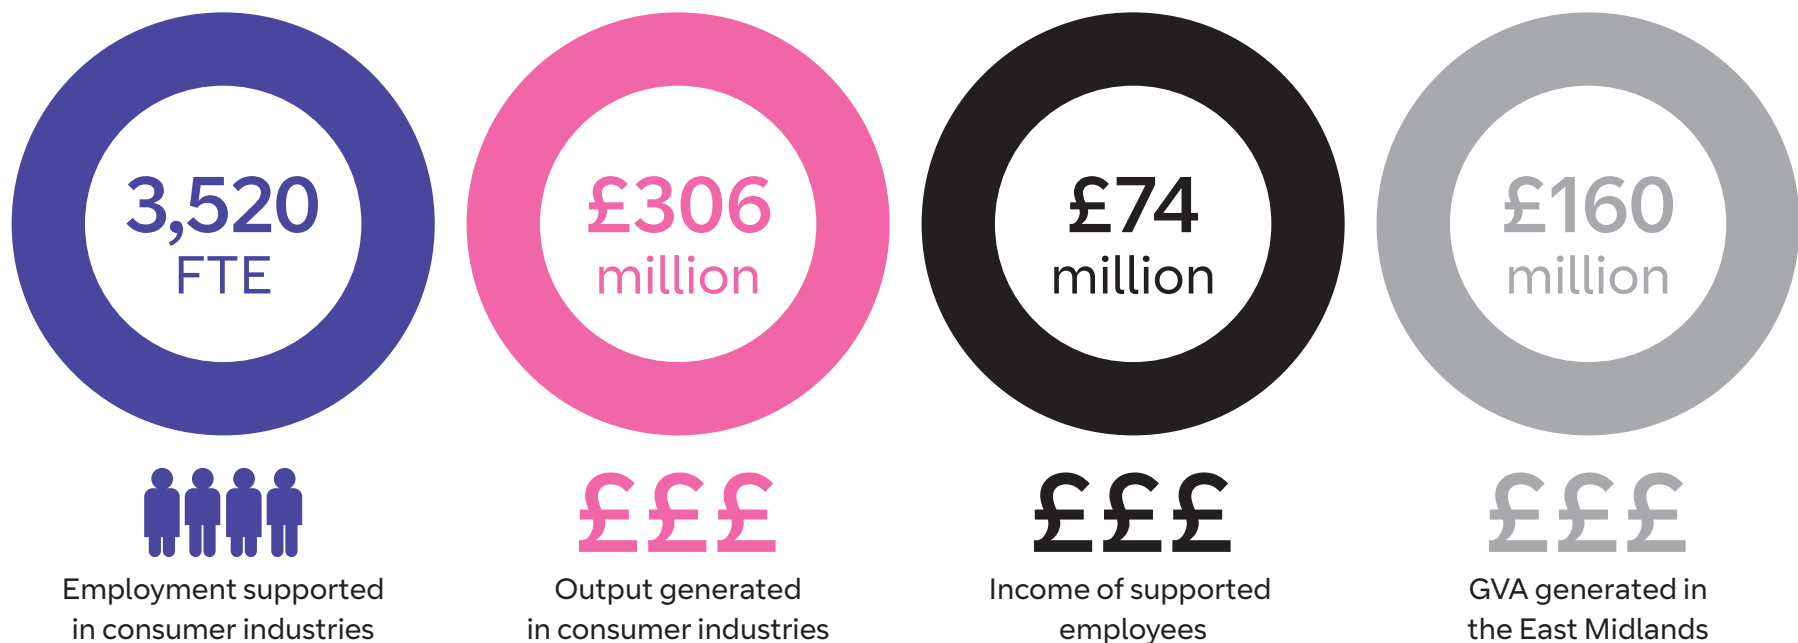 3,520
FTE
£306
million
£74
million
£160
million
£££
£££
£££
Employment supported
in consumer industries
Output generated
in consumer industries
Income of supported
employees
GVA generated in
the East Midlands